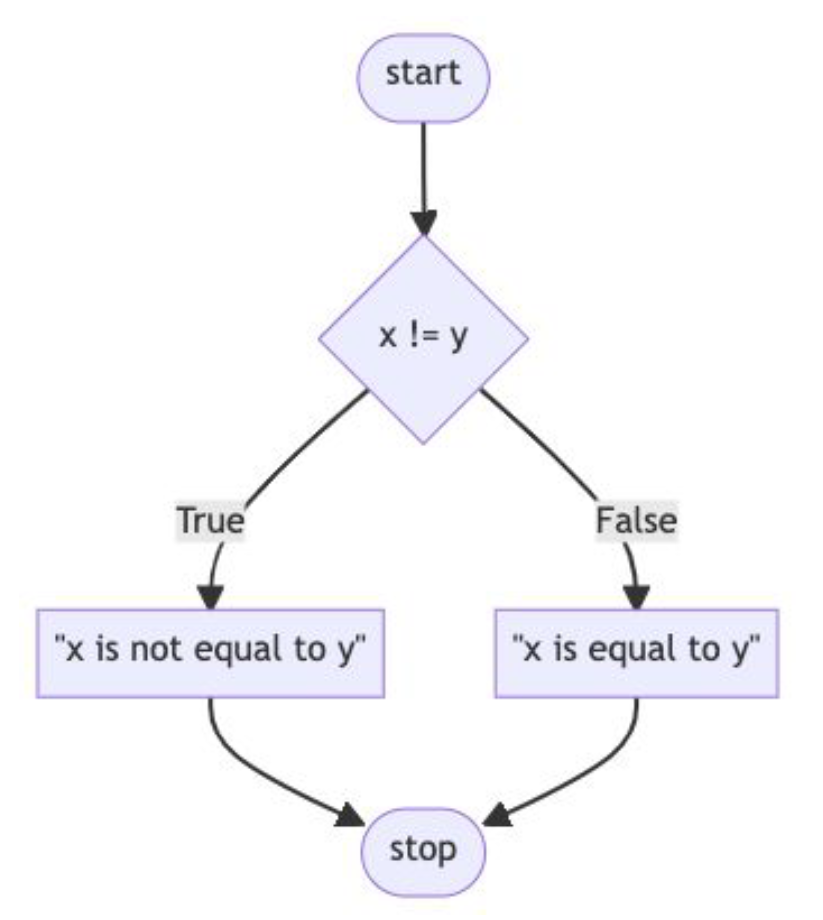 start
x != y
True
False
"x is not equal to y"
"x is equal to y"
stop